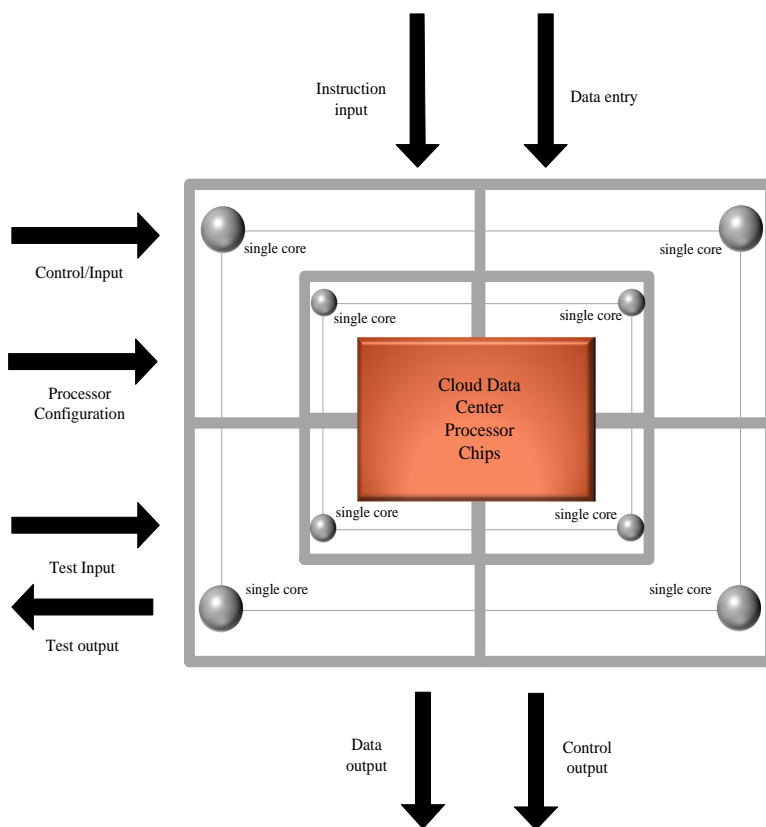 Instruction
input
Data entry
Control/Input
single core
single core
single core
single core
Processor
Configuration
Cloud Data
Center
Processor
Chips
single core
single core
Test Input
single core
single core
Test output
Data
output
Control
output